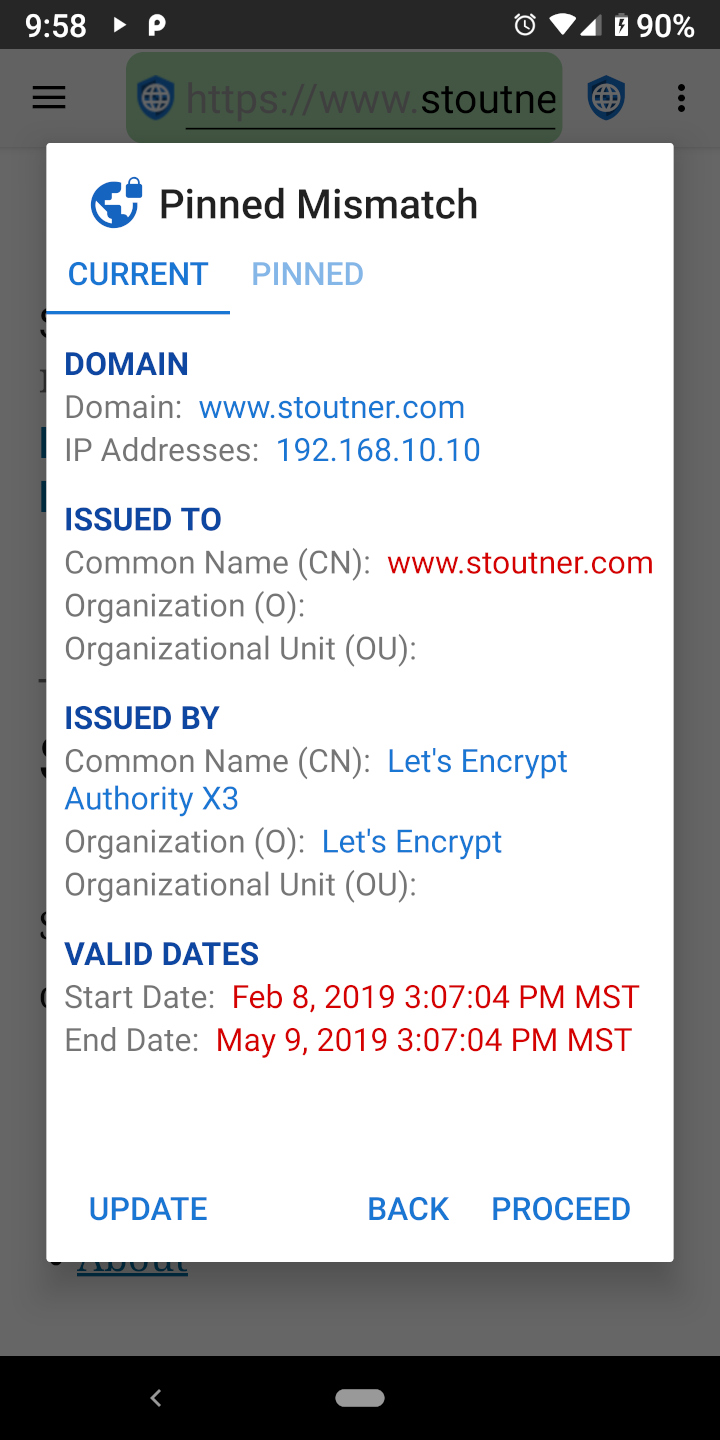 9:58
90%
https://www.stoutne
Pinned Mismatch
CURRENT PINNED
DOMAIN
Domain: www.stoutner.com
IP Addresses: 192.168.10.10
ISSUED TO
Common Name (CN): www.stoutner.com
Organization (O):
Organizational Unit (OU):
ISSUED BY
Common Name (CN): Let's Encrypt
Authority X3
Organization (O): Let's Encrypt
Organizational Unit (OU):
VALID DATES
Start Date: Feb 8, 2019 3:07:04 PM MST
End Date: May 9, 2019 3:07:04 PM MST
UPDATE BACK PROCEED
About